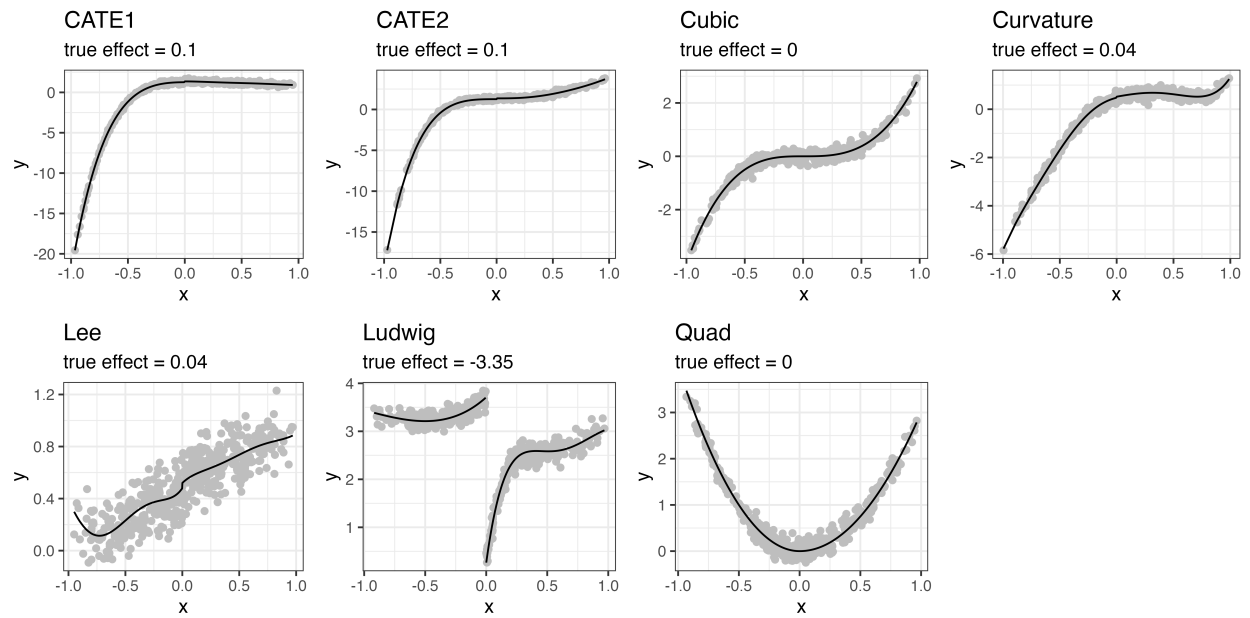 CATE1
true effect = 0.1
0
-5
-10
-15
-20
y
-1.0 -0.5 0.0 0.5 1.0
x
CATE2
true effect = 0.1
0
-5
-10
-15
y
-1.0 -0.5 0.0 0.5 1.0
x
Cubic
true effect = 0
2
0
-2
y
-1.0 -0.5 0.0 0.5 1.0
x
Curvature
true effect = 0.04
0
-2
-4
-6
y
-1.0 -0.5 0.0 0.5 1.0
x
Lee
true effect = 0.04
1.2
0.8
0.4
0.0
y
-1.0 -0.5 0.0 0.5 1.0
x
Ludwig
true effect = -3.35
4
3
2
1
y
-1.0 -0.5 0.0 0.5 1.0
x
Quad
true effect = 0
3
2
1
0
y
-1.0 -0.5 0.0 0.5 1.0
x